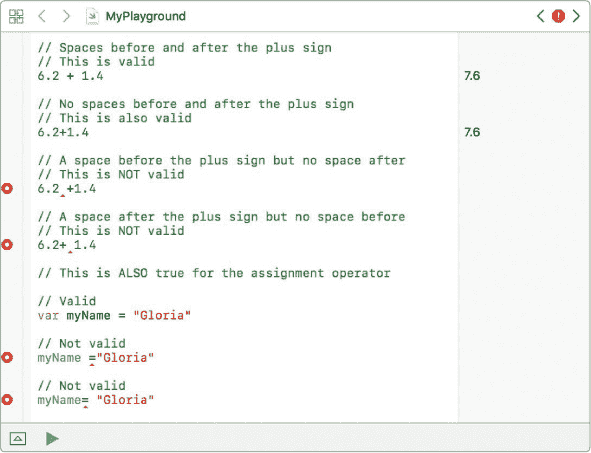 MyPlayground
// Spaces before and after the plus sign
// This is valid
6.2 + 1.4
7.6
// No spaces before and after the plus sign
// This is also valid
6.2+1.4
7.6
// A space before the plus sign but no space after
// This is NOT valid
6.2 +1.4
// A space after the plus sign but no space before
// This is NOT valid
6.2+ 1.4
// This is ALSO true for the assignment operator
// Valid
var myName = "Gloria"
// Not valid
myName ="Gloria"
// Not valid
myName= "Gloria"